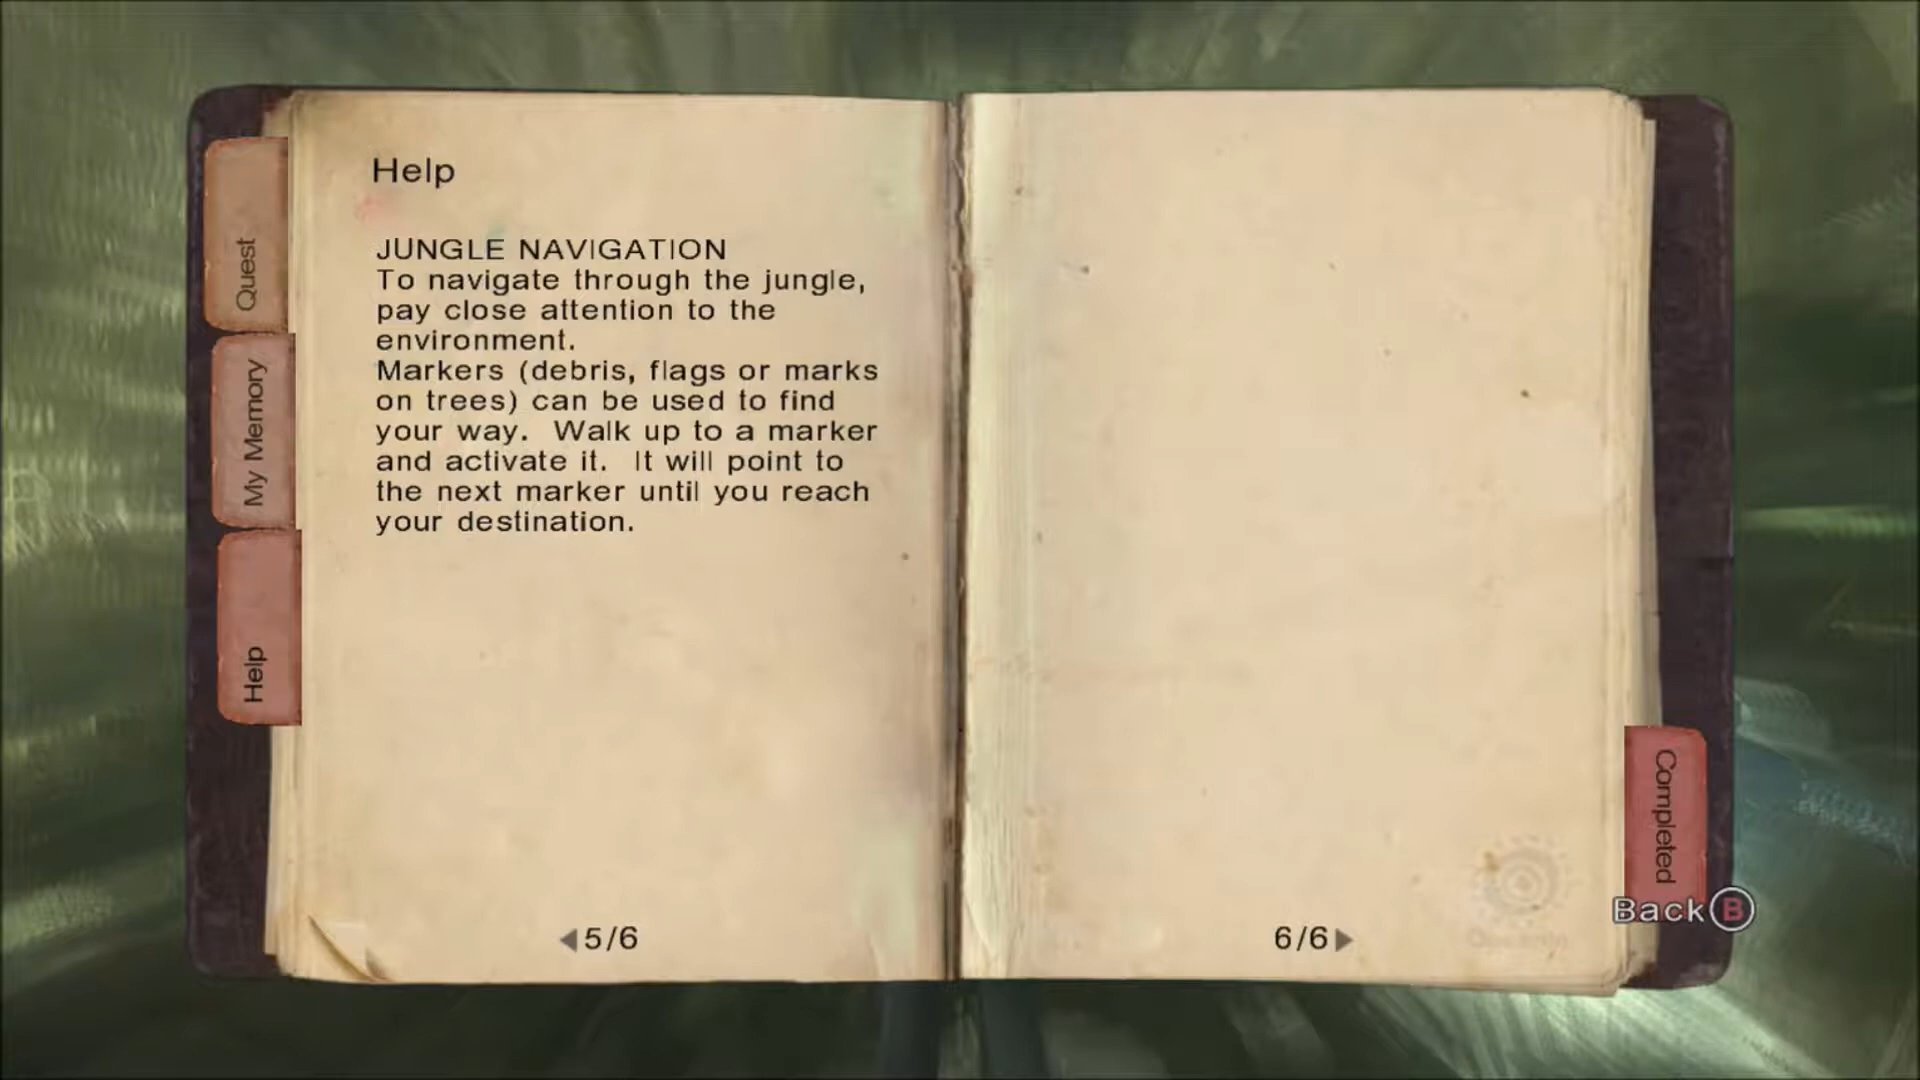 Help
JUNGLE NAVIGATION
To navigate through the jungle,
pay close attention to the
environment.
Markers (debris, flags or marks
on trees) can be used to find
your way.  Walk up to a marker
and activate it.  It will point to
the next marker until you reach
your destination.
5/6
6/6
Quest
My Memory
Help
Completed
Back B